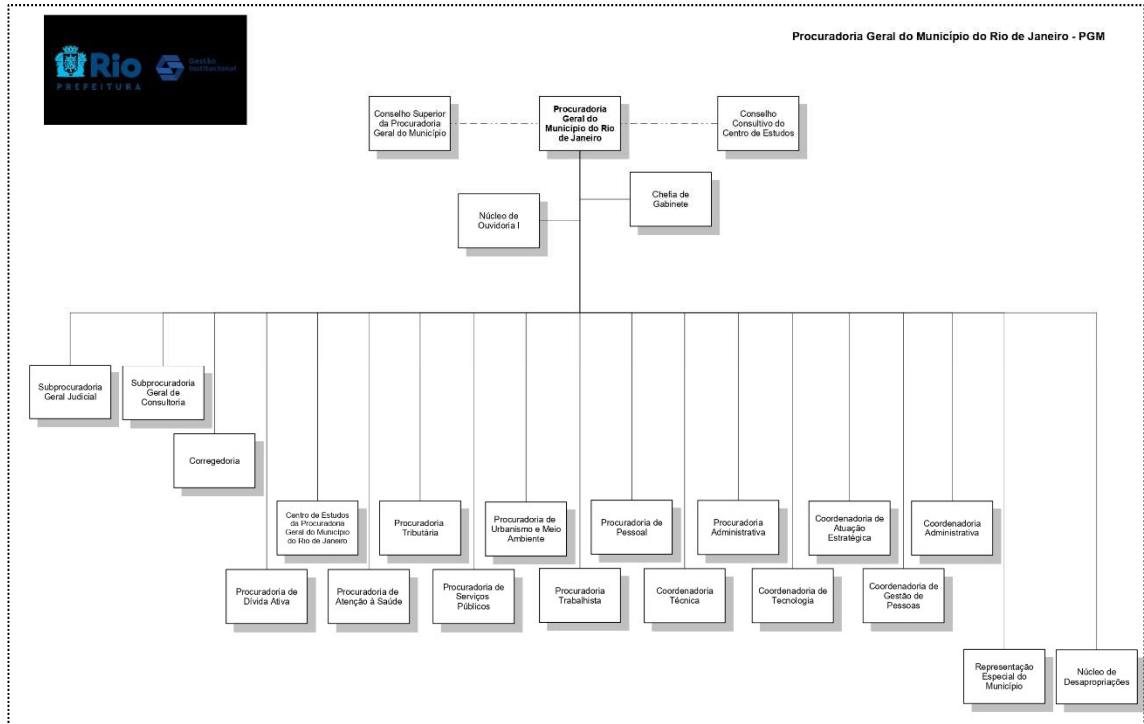 Rio
PREFEITURA
Gestão
Institucional
Procuradoria Geral do Município do Rio de Janeiro - PGM
Conselho Superior
da Procuradoria
Geral do Município
Procuradoria
Geral do
Município do Rio
de Janeiro
Conselho
Consultivo do
Centro de Estudos
Chefia de
Gabinete
Núcleo de
Ouvidoria I
Subprocuradoria
Geral Judicial
Subprocuradoria
Geral de
Consultoria
Corregedoria
Centro de Estudos
da Procuradoria
Geral do Município
do Rio de Janeiro
Procuradoria
Tributária
Procuradoria de
Urbanismo e Meio
Ambiente
Procuradoria de
Pessoal
Procuradoria
Administrativa
Coordenadoria de
Atuação
Estratégica
Coordenadoria
Administrativa
Procuradoria de
Dívida Ativa
Procuradoria de
Atenção à Saúde
Procuradoria de
Serviços
Públicos
Procuradoria
Trabalhista
Coordenadoria
Técnica
Coordenadoria
de Tecnologia
Coordenadoria de
Gestão de
Pessoas
Representação
Especial do
Município
Núcleo de
Desapropriações